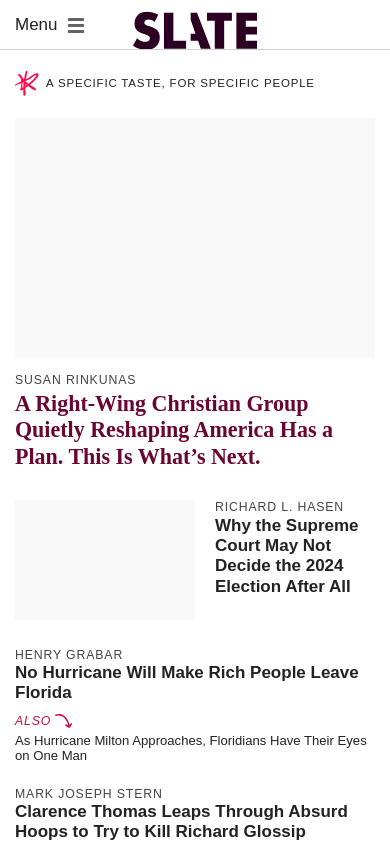 Menu
SLATE
A SPECIFIC TASTE, FOR SPECIFIC PEOPLE
SUSAN RINKUNAS
A Right-Wing Christian Group
Quietly Reshaping America Has a
Plan. This Is What’s Next.
RICHARD L. HASEN
Why the Supreme
Court May Not
Decide the 2024
Election After All
HENRY GRABAR
No Hurricane Will Make Rich People Leave
Florida
ALSO
As Hurricane Milton Approaches, Floridians Have Their Eyes
on One Man
MARK JOSEPH STERN
Clarence Thomas Leaps Through Absurd
Hoops to Try to Kill Richard Glossip